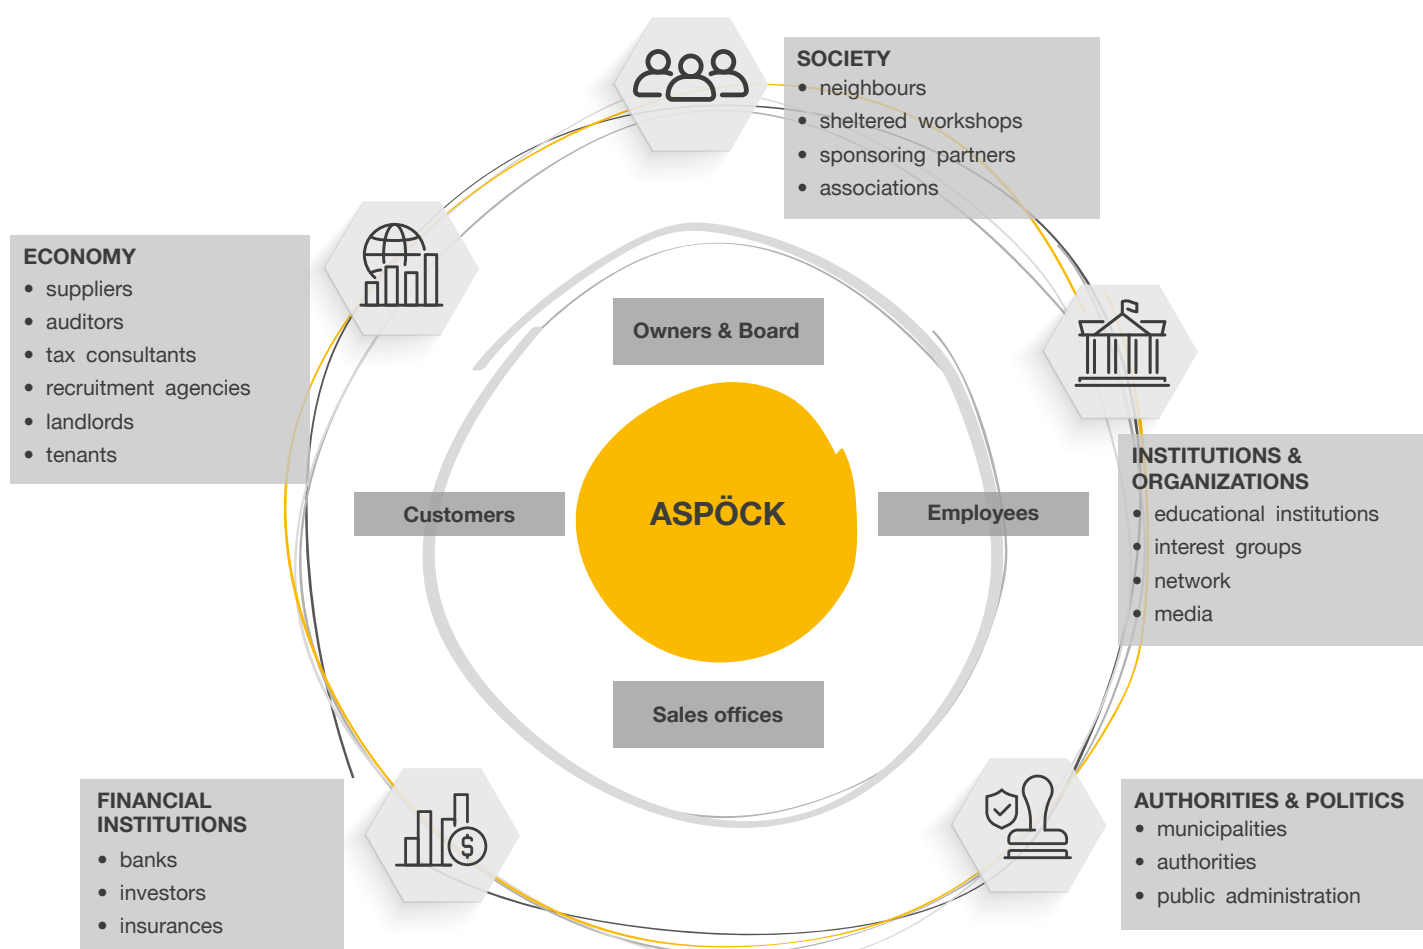 SOCIETY
• neighbours
• sheltered workshops
• sponsoring partners
• associations
ECONOMY
• suppliers
• auditors
• tax consultants
• recruitment agencies
• landlords
• tenants
Owners & Board
Customers
ASPÖCK
Employees
INSTITUTIONS &
ORGANIZATIONS
• educational institutions
• interest groups
• network
• media
Sales offices
FINANCIAL
INSTITUTIONS
• banks
• investors
• insurances
$
AUTHORITIES & POLITICS
• municipalities
• authorities
• public administration